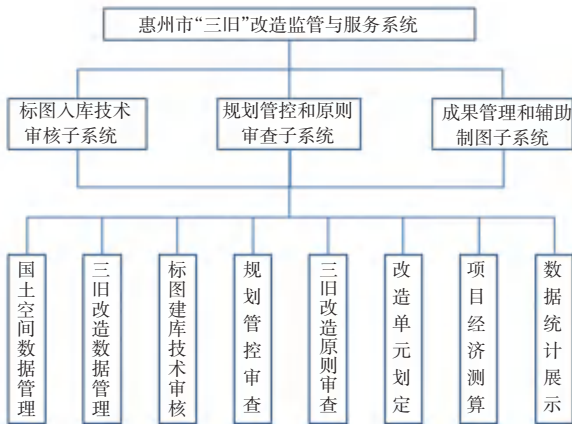 惠州市“三旧”改造监管与服务系统
标图入库技术
审核子系统
规划管控和原则
审查子系统
成果管理和辅助
制图子系统
国土空间数据管理
三旧改造数据管理
标图建库技术审核
规划管控审查
三旧改造原则审查
改造单元划定
项目经济测算
数据统计展示